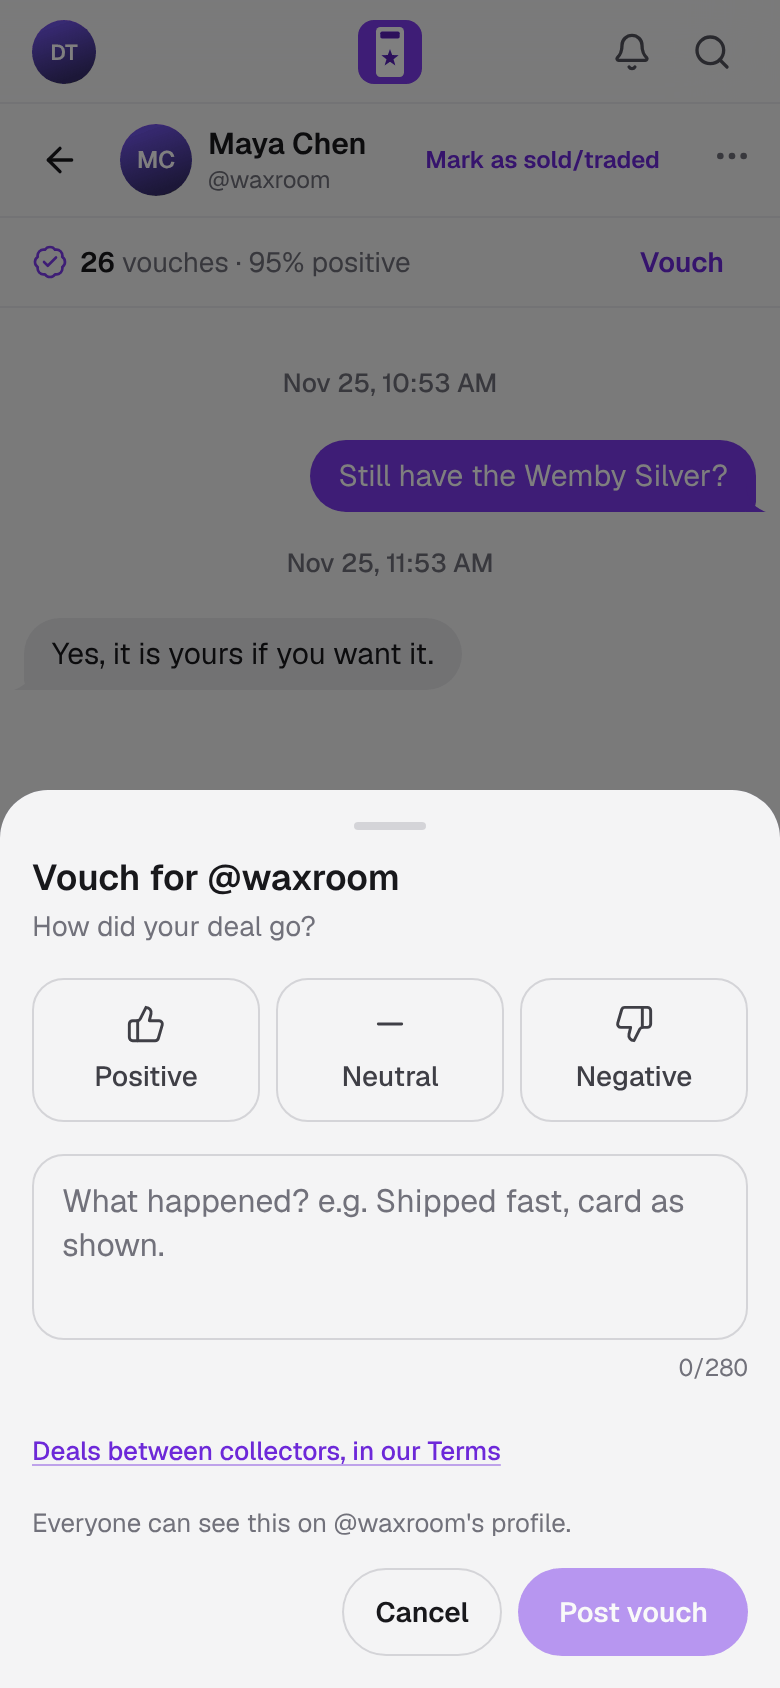 DT
MC
Maya Chen
@waxroom
Mark as sold/traded
26 vouches · 95% positive
Vouch
Nov 25, 10:53 AM
Still have the Wemby Silver?
Nov 25, 11:53 AM
Yes, it is yours if you want it.
Vouch for @waxroom
How did your deal go?
Positive
Neutral
Negative
What happened? e.g. Shipped fast, card as
shown.
0/280
Deals between collectors, in our Terms
Everyone can see this on @waxroom's profile.
Cancel
Post vouch